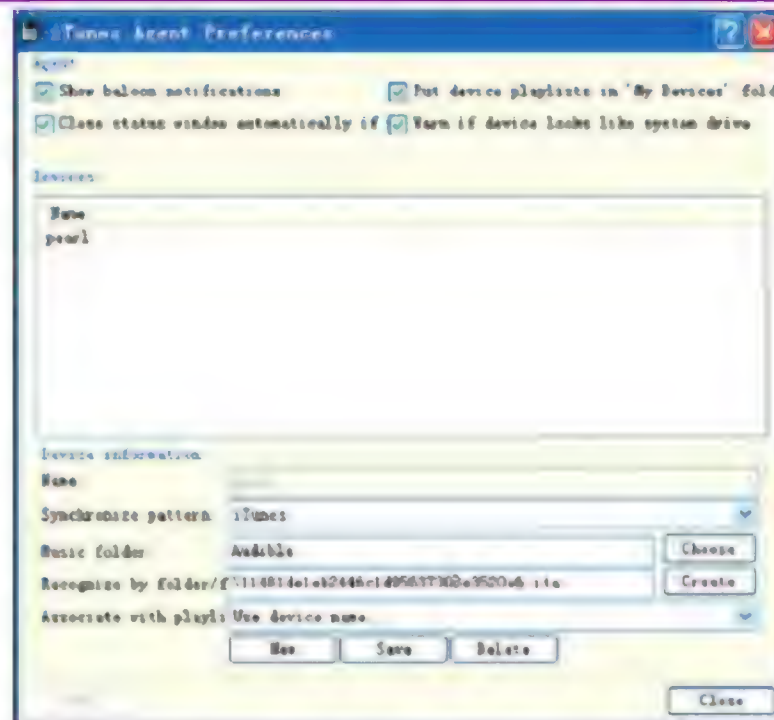 iTunes Agent Preferences
Agent
Show baloon notifications
Put device playlists in 'My Devices' fold
Close status window automatically if
Warn if device looks like system drive
Devices
Name
pearl
Device information
Name
Synchronize pattern iTunes
Music folder Audible Choose
Recognize by folder/f Create
Associate with playli Use device name
New Save Delete
Close